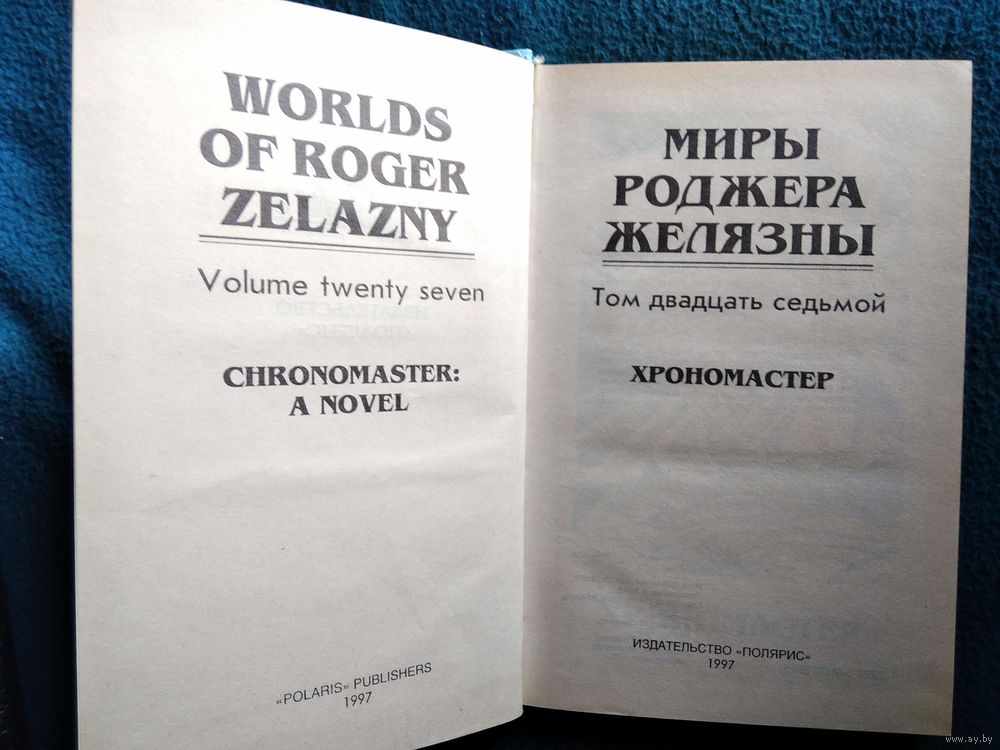 WORLDS
OF ROGER
ZELAZNY
Volume twenty seven
CHRONOMASTER:
A NOVEL
«POLARIS» PUBLISHERS
1997
МИРЫ
РОДЖЕРА
ЖЕЛЯЗНЫ
Том двадцать седьмой
ХРОНОМАСТЕР
ИЗДАТЕЛЬСТВО «ПОЛЯРИС»
1997
www.ay.by